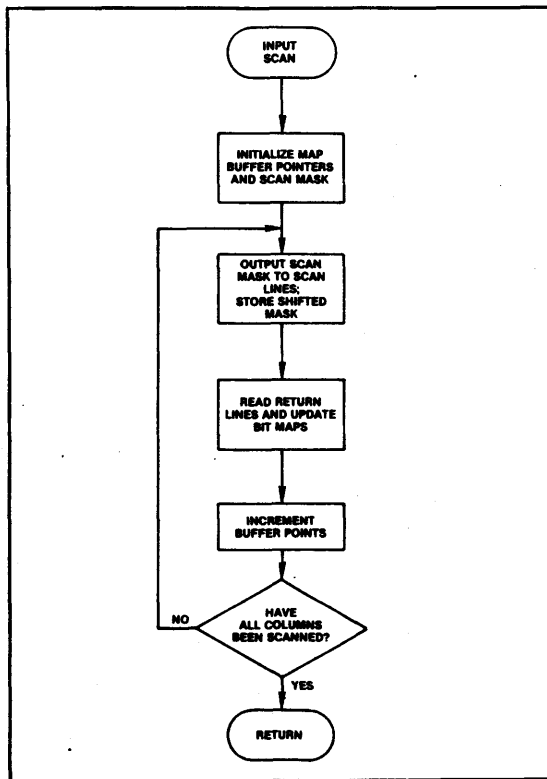 INPUT
SCAN
INITIALIZE MAP
BUFFER POINTERS
AND SCAN MASK
OUTPUT SCAN
MASK TO SCAN
LINES;
STORE SHIFTED
MASK
READ RETURN
LINES AND UPDATE
BIT MAPS
INCREMENT
BUFFER POINTS
HAVE
ALL COLUMNS
BEEN SCANNED?
NO
YES
RETURN